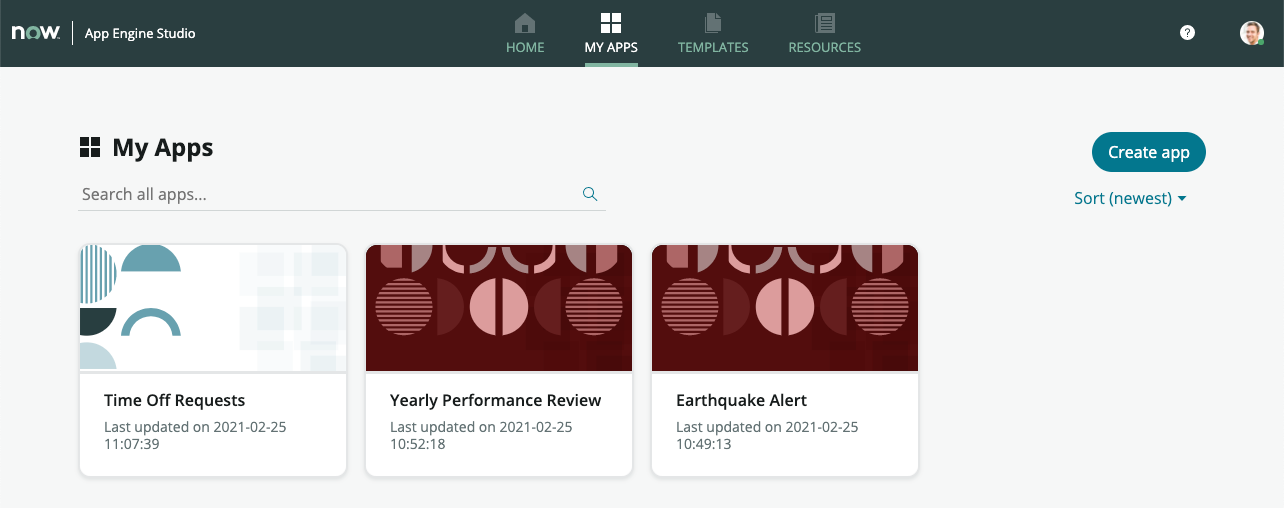 now. App Engine Studio
HOME
MY APPS
TEMPLATES
RESOURCES
?
My Apps
Create app
Search all apps...
Sort (newest)
Time Off Requests
Last updated on 2021-02-25
11:07:39
Yearly Performance Review
Last updated on 2021-02-25
10:52:18
Earthquake Alert
Last updated on 2021-02-25
10:49:13